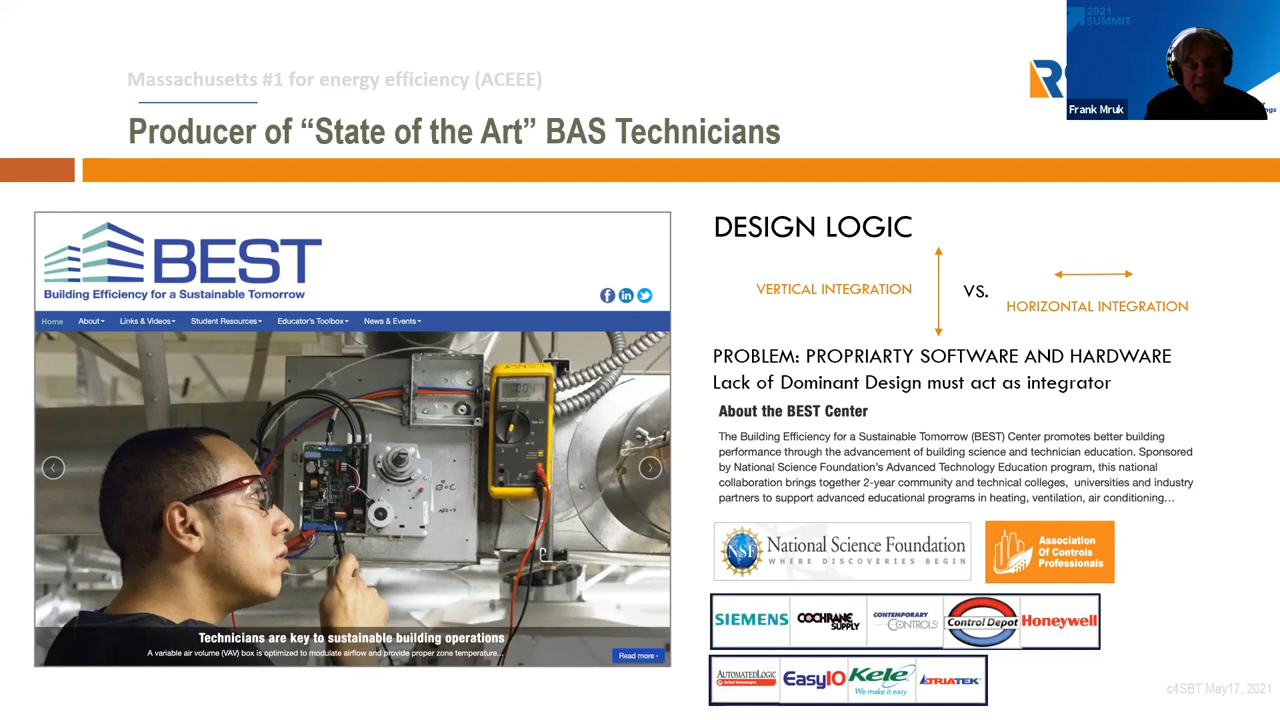 2021
SUMMIT
Frank Mruk
Massachusetts #1 for energy efficiency (ACEEE)
Producer of “State of the Art” BAS Technicians
BEST
Building Efficiency for a Sustainable Tomorrow
Home About Links & Videos Student Resources Educator's Toolbox News & Events
Technicians are key to sustainable building operations
A variable air volume (VAV) box is optimized to modulate airflow and provide proper zone temperature...
Read more ›
DESIGN LOGIC
VERTICAL INTEGRATION
VS.
HORIZONTAL INTEGRATION
PROBLEM: PROPRIARTY SOFTWARE AND HARDWARE
Lack of Dominant Design must act as integrator
About the BEST Center
The Building Efficiency for a Sustainable Tomorrow (BEST) Center promotes better building
performance through the advancement of building science and technician education. Sponsored
by National Science Foundation's Advanced Technology Education program, this national
collaboration brings together 2-year community and technical colleges, universities and industry
partners to support advanced educational programs in heating, ventilation, air conditioning…
NSF
National Science Foundation
WHERE DISCOVERIES BEGIN
Association
Of Controls
Professionals
SIEMENS
COCHRANE
SUPPLY
CONTEMPORARY
CONTROLS
Control Depot
Honeywell
AUTOMATEDLOGIC
United Technologies
EasyIO
Kele
We make it easy
TRIATEK
c4SBT May17, 2021